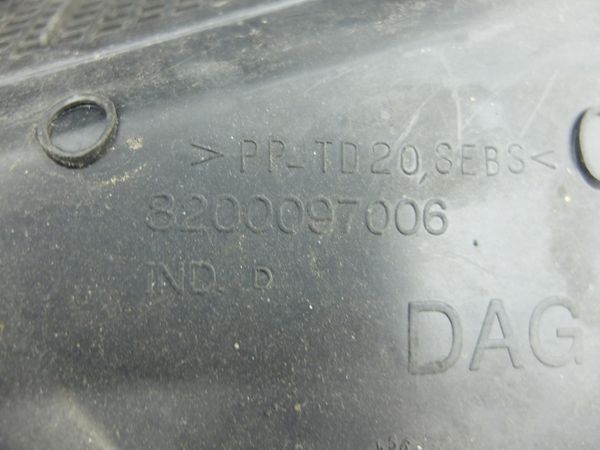 >PP-TD20,SEBS<
8200097006
IND. D
DAG